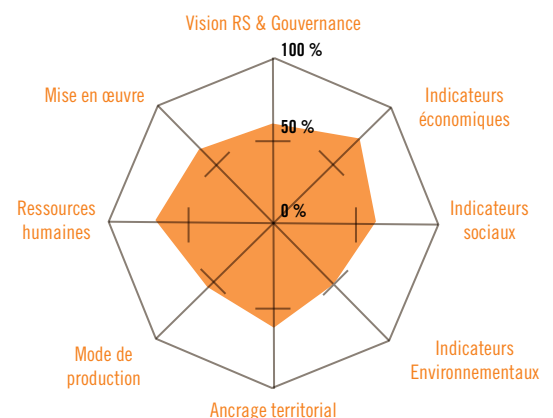 Vision RS & Gouvernance
100 %
Mise en œuvre
Indicateurs
économiques
50 %
Ressources
humaines
0 %
Indicateurs
sociaux
Mode de
production
Indicateurs
Environnementaux
Ancrage territorial